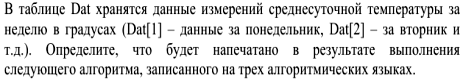 В таблице Dat хранятся данные измерений среднесуточной температуры за
неделю в градусах (Dat[1] – данные за понедельник, Dat[2] – за вторник и
т.д.). Определите, что будет напечатано в результате выполнения
следующего алгоритма, записанного на трех алгоритмических языках.